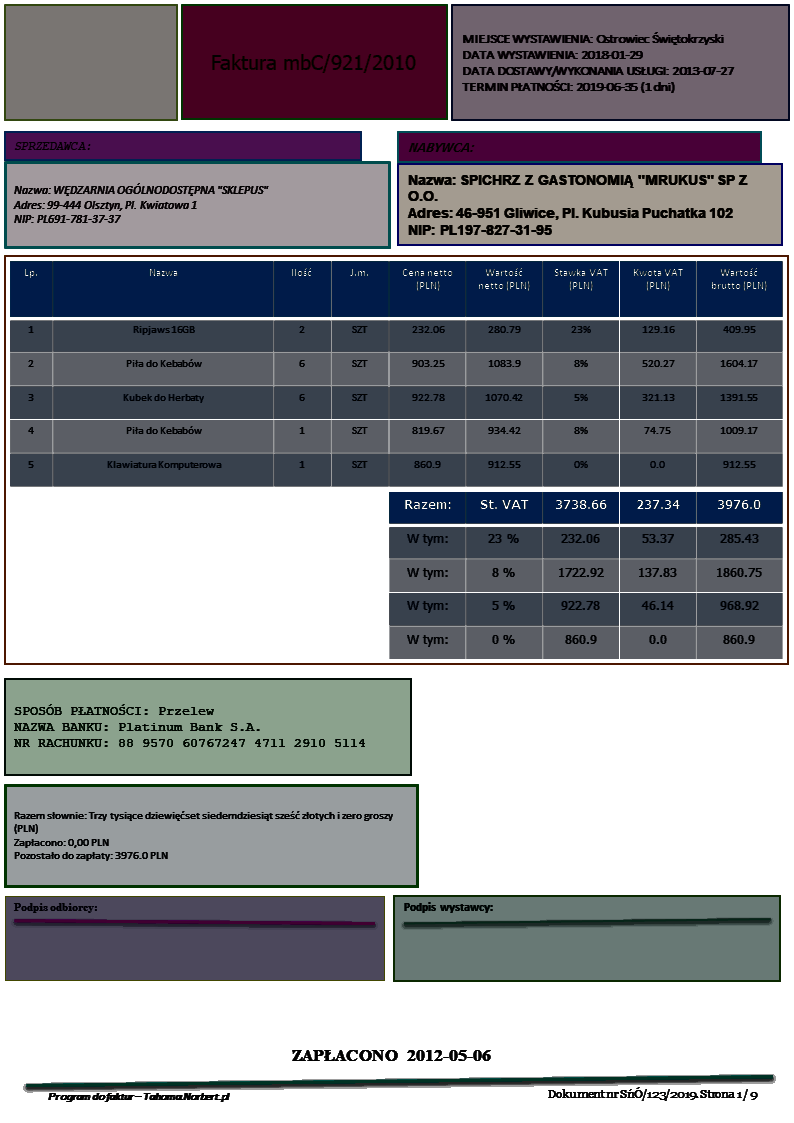 Faktura mbC/921/2010
MIEJSCE WYSTAWIENIA: Ostrowiec Świętokrzyski
DATA WYSTAWIENIA: 2018-01-29
DATA DOSTAWY/WYKONANIA USŁUGI: 2013-07-27
TERMIN PŁATNOŚCI: 2019-06-35 (1 dni)
SPRZEDAWCA:
Nazwa: WĘDZARNIA OGÓLNODOSTĘPNA "SKLEPUS"
Adres: 99-444 Olsztyn, Pl. Kwiatowa 1
NIP: PL691-781-37-37
NABYWCA:
Nazwa: SPICHRZ Z GASTONOMIĄ "MRUKUS" SP Z
O.O.
Adres: 46-951 Gliwice, Pl. Kubusia Puchatka 102
NIP: PL197-827-31-95
Lp. Nazwa Ilość J.m. Cena netto (PLN) Wartość netto (PLN) Stawka VAT (PLN) Kwota VAT (PLN) Wartość brutto (PLN)
1 Ripjaws 16GB 2 SZT 232.06 280.79 23% 129.16 409.95
2 Piła do Kebabów 6 SZT 903.25 1083.9 8% 520.27 1604.17
3 Kubek do Herbaty 6 SZT 922.78 1070.42 5% 321.13 1391.55
4 Piła do Kebabów 1 SZT 819.67 934.42 8% 74.75 1009.17
5 Klawiatura Komputerowa 1 SZT 860.9 912.55 0% 0.0 912.55
Razem: St. VAT 3738.66 237.34 3976.0
W tym: 23 % 232.06 53.37 285.43
W tym: 8 % 1722.92 137.83 1860.75
W tym: 5 % 922.78 46.14 968.92
W tym: 0 % 860.9 0.0 860.9
SPOSÓB PŁATNOŚCI: Przelew
NAZWA BANKU: Platinum Bank S.A.
NR RACHUNKU: 88 9570 60767247 4711 2910 5114
Razem słownie: Trzy tysiące dziewięćset siedemdziesiąt sześć złotych i zero groszy
(PLN)
Zapłacono: 0,00 PLN
Pozostało do zapłaty: 3976.0 PLN
Podpis odbiorcy:
Podpis wystawcy:
ZAPŁACONO 2012-05-06
Program do faktur – Tahoma.Norbert.pl
Dokument nr SńÓ/123/2019. Strona 1 / 9